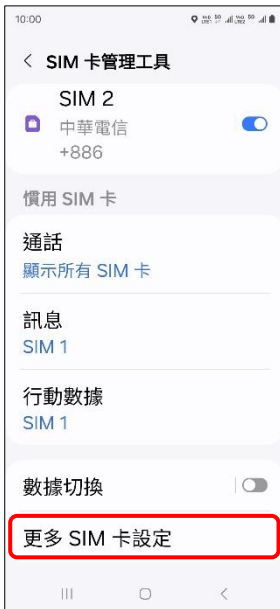 10:00
SIM 卡管理工具
SIM 2
中華電信
+886
慣用 SIM 卡
通話
顯示所有 SIM 卡
訊息
SIM 1
行動數據
SIM 1
數據切換
更多 SIM 卡設定